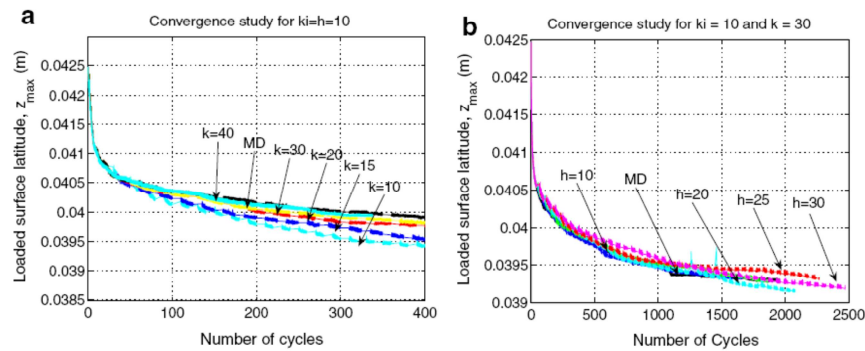 a
Convergence study for ki=h=10
Loaded surface latitude, z_max (m)
0.0425
0.042
0.0415
0.041
0.0405
0.04
0.0395
0.039
0.0385
k=40
MD
k=30
k=20
k=15
k=10
0
100
200
300
400
Number of cycles
b
Convergence study for ki = 10 and k = 30
Loaded surface latitude, z_max (m)
0.0425
0.042
0.0415
0.041
0.0405
0.04
0.0395
0.039
h=10
MD
h=20
h=25
h=30
0
500
1000
1500
2000
2500
Number of Cycles